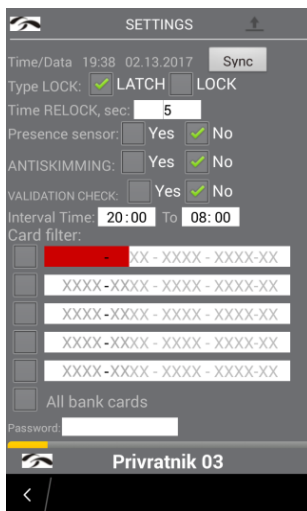 SETTINGS
Time/Data 19:38 02.13.2017 Sync
Type LOCK: LATCH LOCK
Time RELOCK, sec: 5
Presence sensor: Yes No
ANTISKIMMING: Yes No
VALIDATION CHECK: Yes No
Interval Time: 20:00 To 08:00
Card filter:
- XX - XXXX - XXXX-XX
XXXX-XXXX - XXXX - XXXX-XX
XXXX-XXXX - XXXX - XXXX-XX
XXXX-XXXX - XXXX - XXXX-XX
XXXX-XXXX - XXXX - XXXX-XX
All bank cards
Password:
Privratnik 03